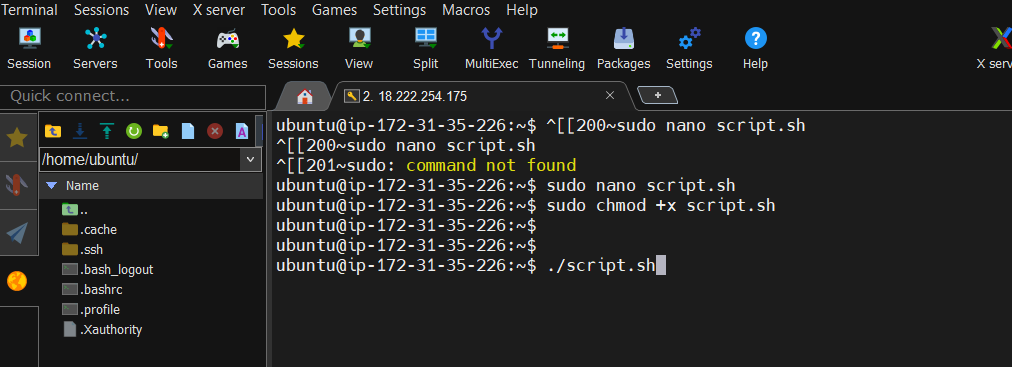 Terminal Sessions View X server Tools Games Settings Macros Help
Session Servers Tools Games Sessions View Split MultiExec Tunneling Packages Settings Help X serv
Quick connect...
2. 18.222.254.175
/home/ubuntu/
Name
..
.cache
.ssh
.bash_logout
.bashrc
.profile
.Xauthority
ubuntu@ip-172-31-35-226:~$ ^[[200~sudo nano script.sh
^[[200~sudo nano script.sh
^[[201~sudo: command not found
ubuntu@ip-172-31-35-226:~$ sudo nano script.sh
ubuntu@ip-172-31-35-226:~$ sudo chmod +x script.sh
ubuntu@ip-172-31-35-226:~$
ubuntu@ip-172-31-35-226:~$
ubuntu@ip-172-31-35-226:~$ ./script.sh